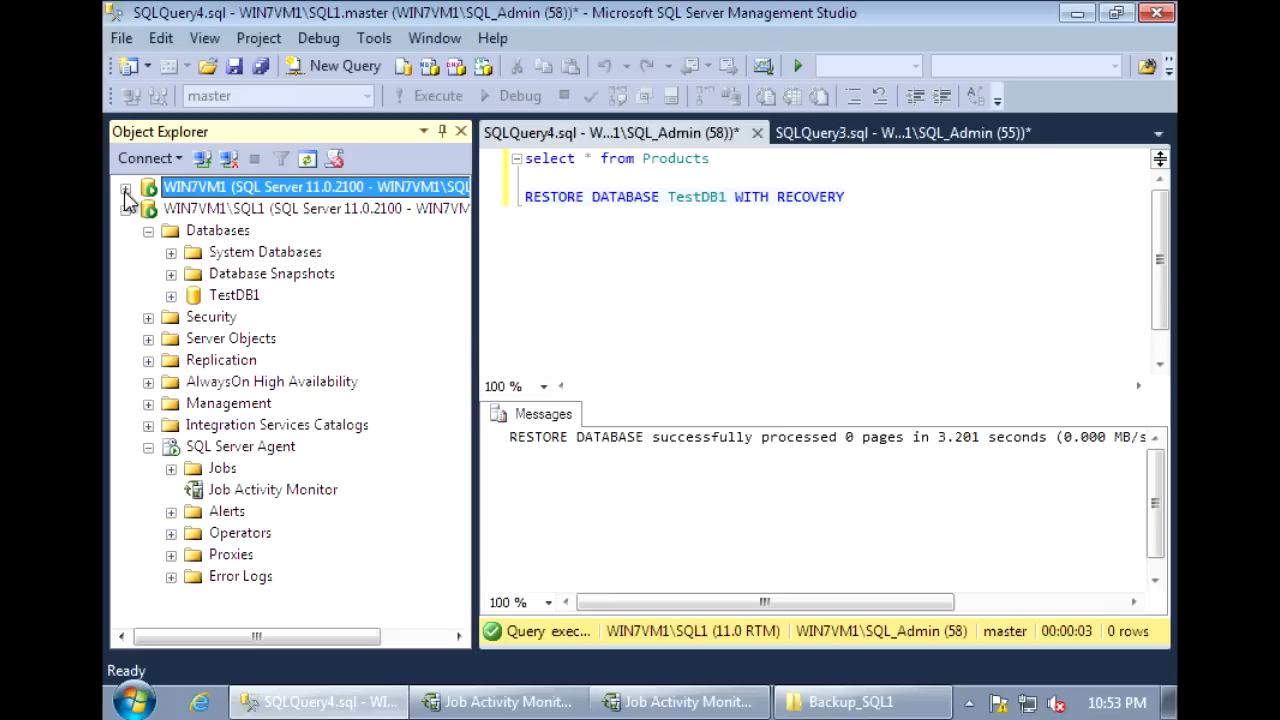 SQLQuery4.sql - WIN7VM1\SQL1.master (WIN7VM1\SQL_Admin (58))* - Microsoft SQL Server Management Studio
File Edit View Project Debug Tools Window Help
New Query
master Execute Debug
Object Explorer
SQLQuery4.sql - W...1\SQL_Admin (58))* SQLQuery3.sql - W...1\SQL_Admin (55))*
Connect
WIN7VM1 (SQL Server 11.0.2100 - WIN7VM1\SQL
WIN7VM1\SQL1 (SQL Server 11.0.2100 - WIN7VM
Databases
System Databases
Database Snapshots
TestDB1
Security
Server Objects
Replication
AlwaysOn High Availability
Management
Integration Services Catalogs
SQL Server Agent
Jobs
Job Activity Monitor
Alerts
Operators
Proxies
Error Logs
select * from Products
RESTORE DATABASE TestDB1 WITH RECOVERY
100 %
Messages
RESTORE DATABASE successfully processed 0 pages in 3.201 seconds (0.000 MB/s
100 %
Query exec... WIN7VM1\SQL1 (11.0 RTM) WIN7VM1\SQL_Admin (58) master 00:00:03 0 rows
Ready
SQLQuery4.sql - WI... Job Activity Monit... Job Activity Monit... Backup_SQL1 10:53 PM